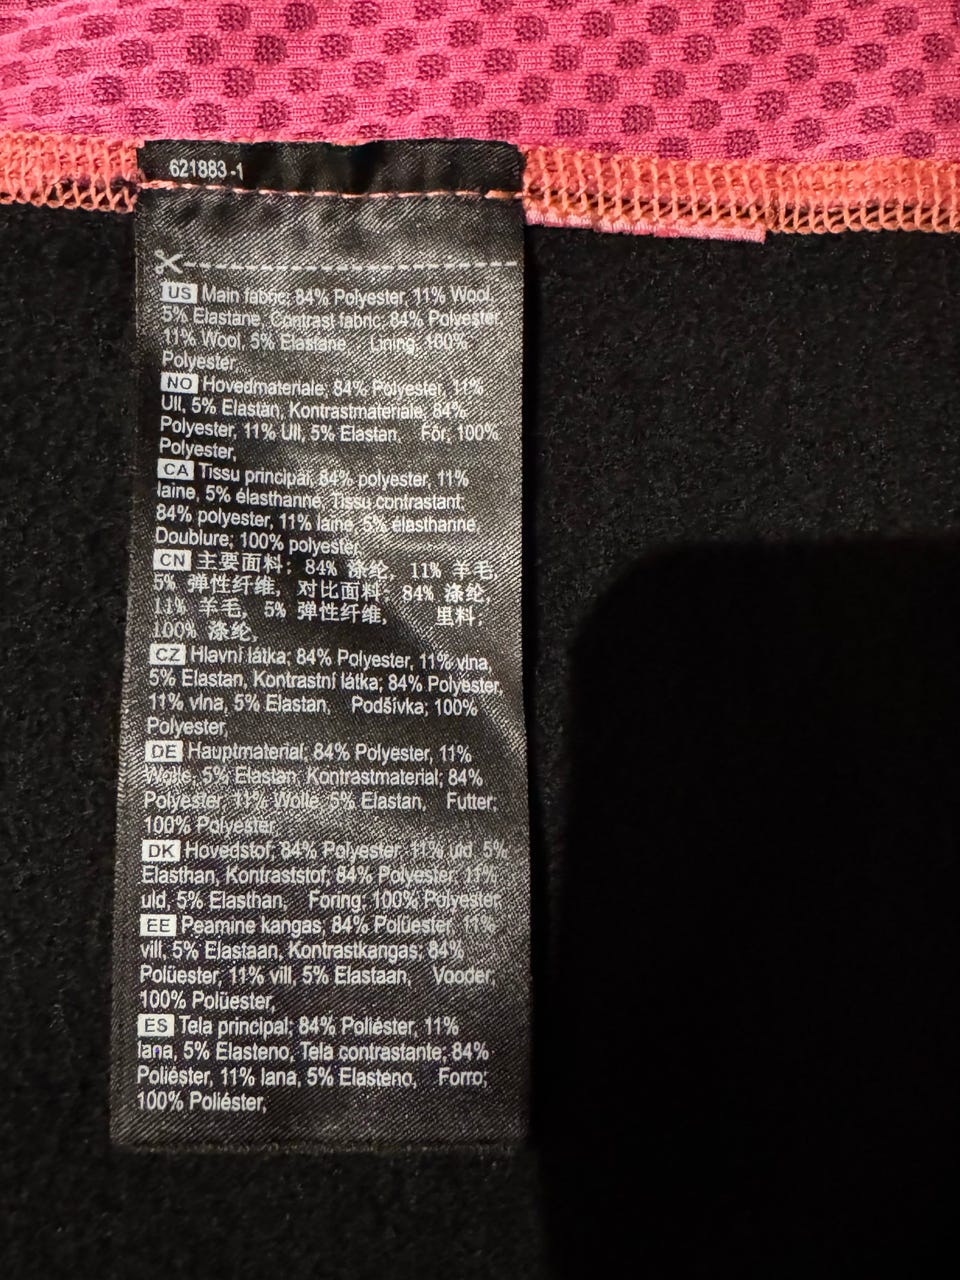 621883-1
US Main fabric; 84% Polyester, 11% Wool,
5% Elastane, Contrast fabric; 84% Polyester,
11% Wool, 5% Elastane, Lining; 100%
Polyester,
NO Hovedmateriale; 84% Polyester, 11%
Ull, 5% Elastan, Kontrastmateriale, 84%
Polyester, 11% Ull, 5% Elastan. Fôr; 100%
Polyester,
CA Tissu principal; 84% polyester, 11%
laine, 5% élasthanne, Tissu contrastant;
84% polyester, 11% laine, 5% élasthanne,
Doublure; 100% polyester,
CN 主要面料; 84% 涤纶, 11% 羊毛,
5% 弹性纤维, 对比面料; 84% 涤纶,
11% 羊毛, 5% 弹性纤维, 里料;
100% 涤纶,
CZ Hlavní látka; 84% Polyester, 11% vlna,
5% Elastan, Kontrastní látka; 84% Polyester,
11% vlna, 5% Elastan, Podšívka; 100%
Polyester,
DE Hauptmaterial; 84% Polyester, 11%
Wolle, 5% Elastan, Kontrastmaterial; 84%
Polyester, 11% Wolle, 5% Elastan, Futter;
100% Polyester,
DK Hovedstof; 84% Polyester, 11% uld, 5%
Elasthan, Kontraststof; 84% Polyester, 11%
uld, 5% Elasthan, Foring; 100% Polyester,
EE Peamine kangas; 84% Polüester, 11%
vill, 5% Elastaan, Kontrastkangas; 84%
Polüester, 11% vill, 5% Elastaan, Vooder;
100% Polüester,
ES Tela principal; 84% Poliéster, 11%
lana, 5% Elasteno, Tela contrastante; 84%
Poliéster, 11% lana, 5% Elasteno, Forro;
100% Poliéster,